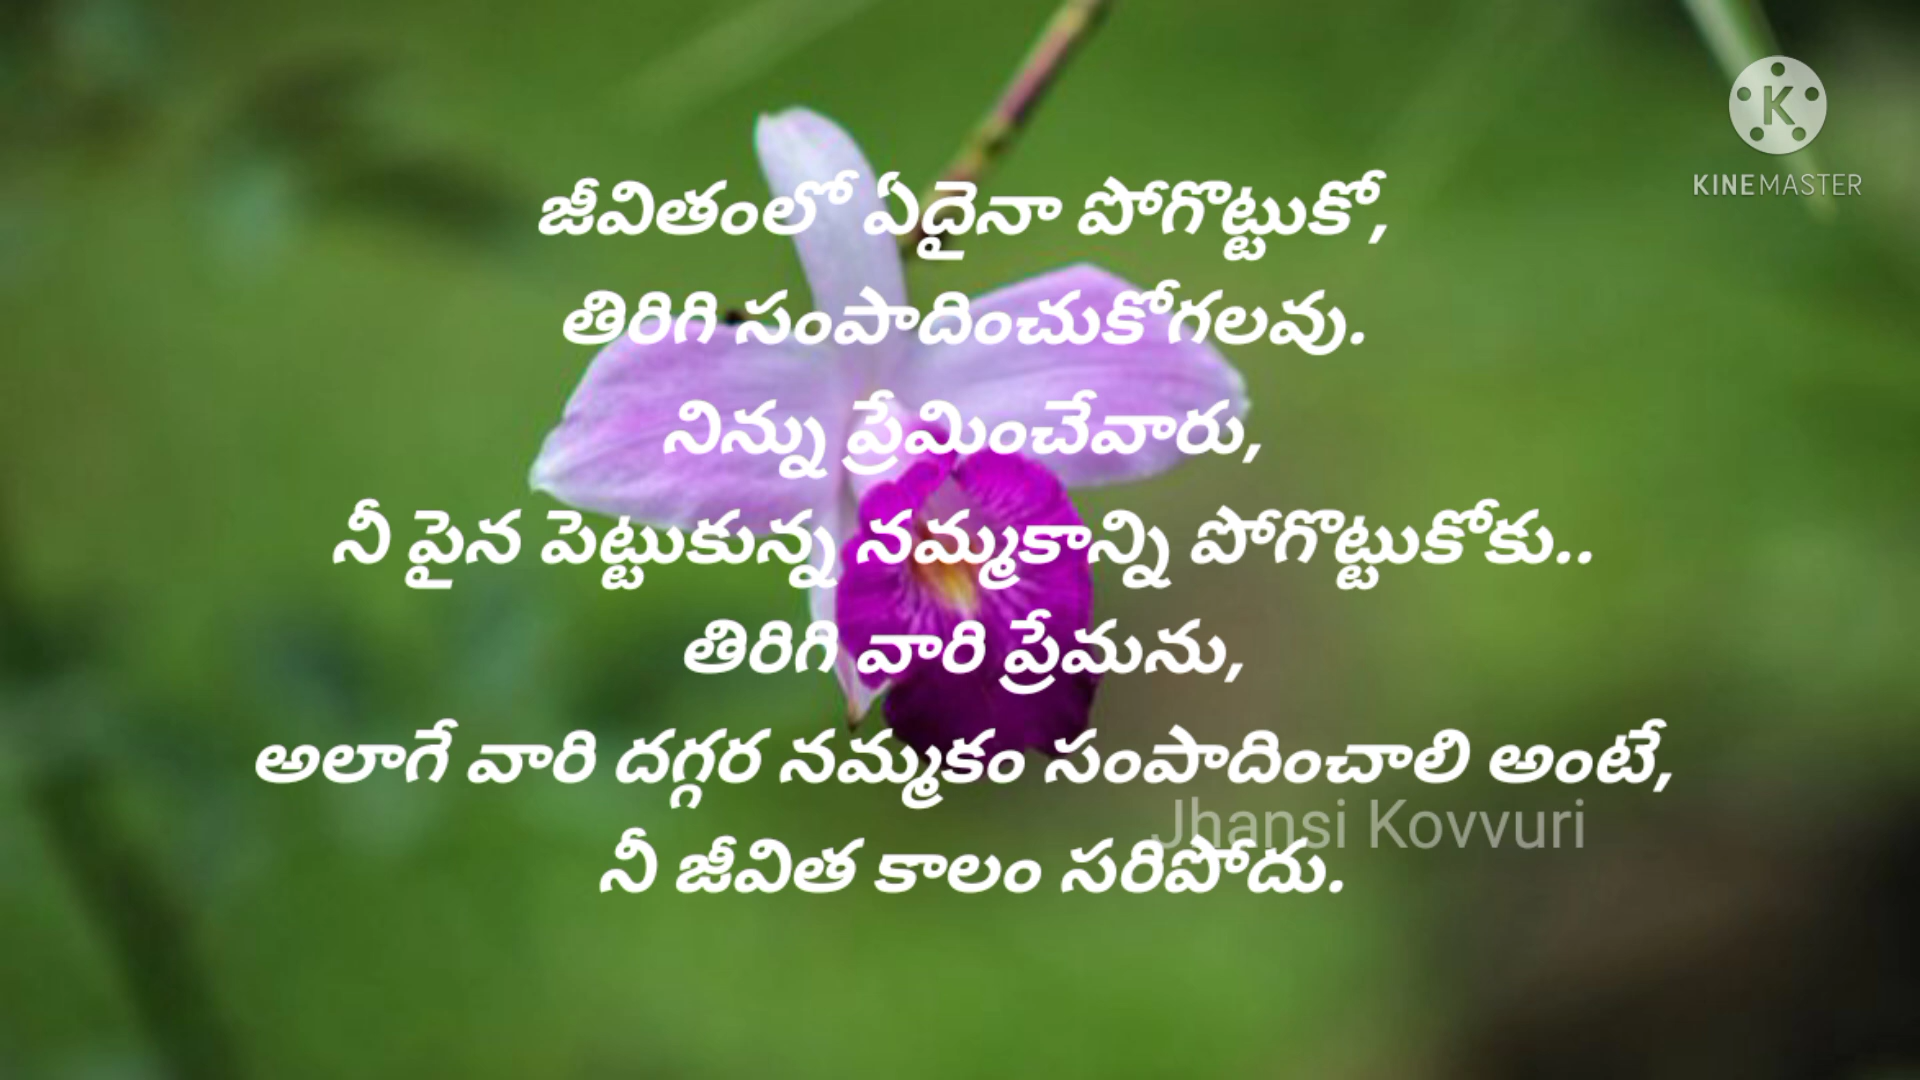 KINEMASTER
జీవితంలో ఏదైనా పోగొట్టుకో,
తిరిగి సంపాదించుకోగలవు.
నిన్ను ప్రేమించేవారు,
నీ పైన పెట్టుకున్న నమ్మకాన్ని పోగొట్టుకోకు..
తిరిగి వారి ప్రేమను,
అలాగే వారి దగ్గర నమ్మకం సంపాదించాలి అంటే,
Jhansi Kovvuri
నీ జీవిత కాలం సరిపోదు.